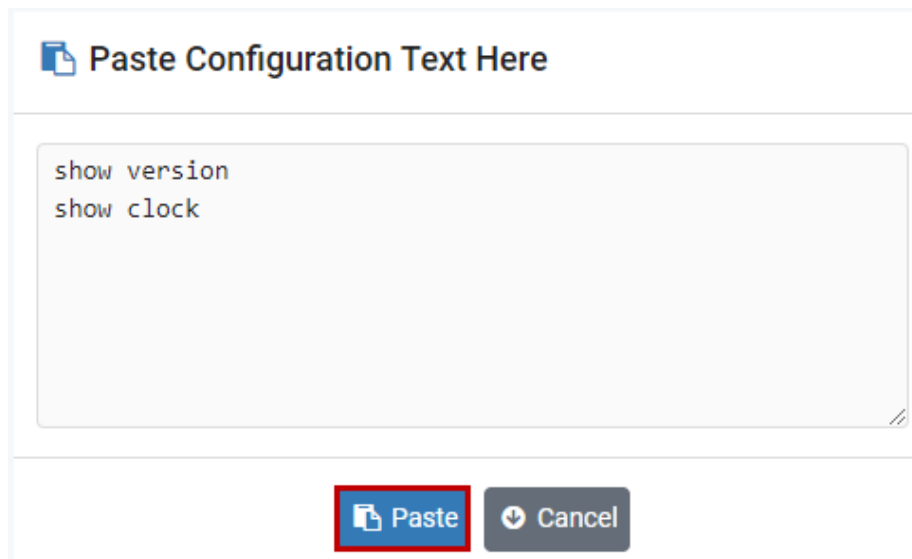 Paste Configuration Text Here
show version
show clock
Paste
Cancel